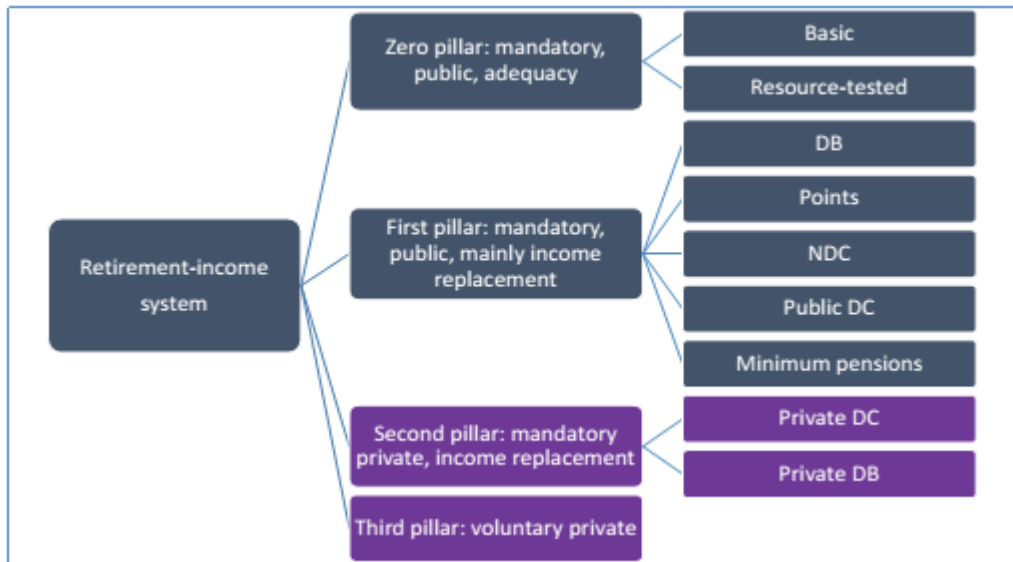 Retirement-income
system
Zero pillar: mandatory,
public, adequacy
Basic
Resource-tested
First pillar: mandatory,
public, mainly income
replacement
DB
Points
NDC
Public DC
Minimum pensions
Second pillar: mandatory
private, income replacement
Private DC
Private DB
Third pillar: voluntary private